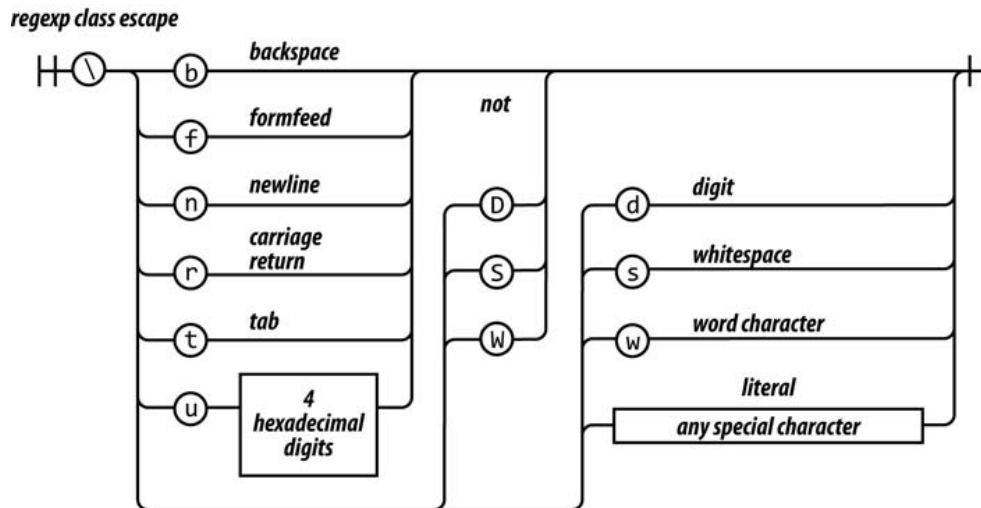 regexp class escape
\
b
backspace
f
formfeed
n
newline
r
carriage
return
t
tab
u
4
hexadecimal
digits
not
D
S
W
d
digit
s
whitespace
w
word character
literal
any special character